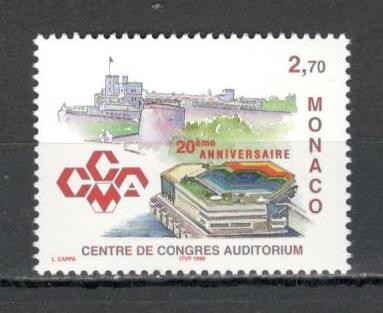 2,70
MONACO
20ème
ANNIVERSAIRE
CCAM
CENTRE DE CONGRES AUDITORIUM
L. CAPPA
ITVF 1999